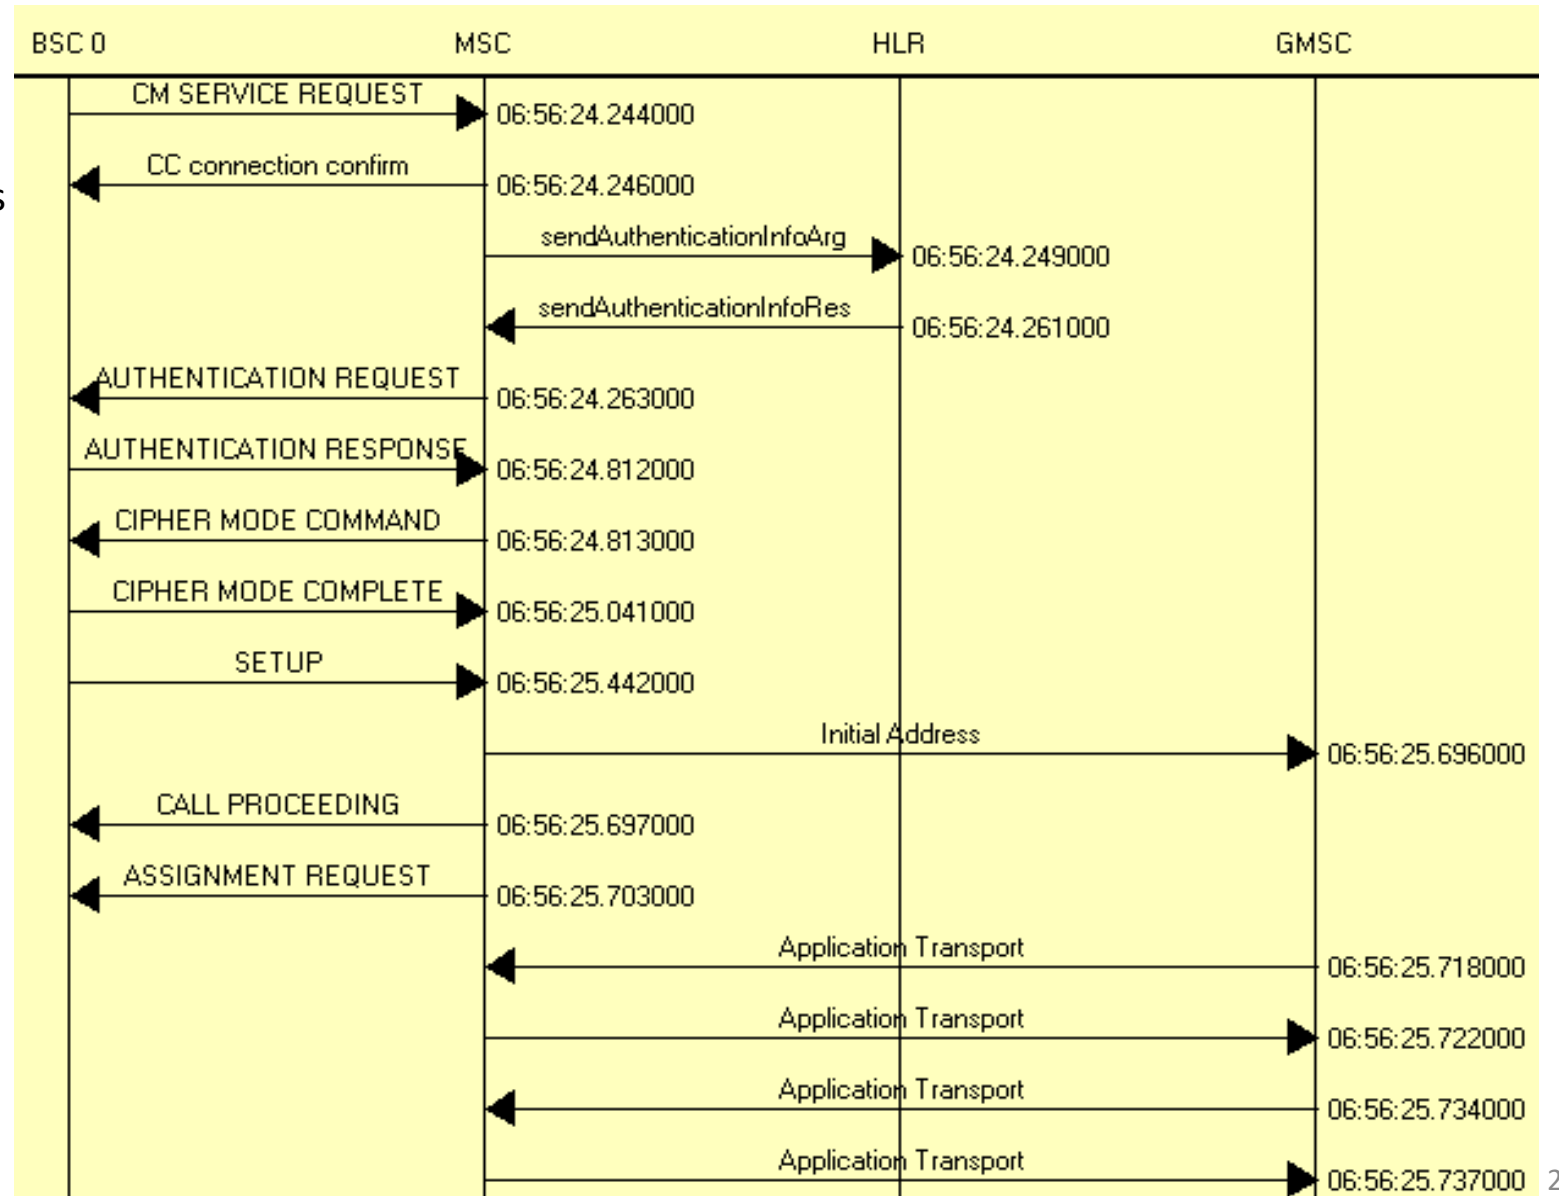 BSC 0 MSC HLR GMSC
CM SERVICE REQUEST
06:56:24.244000
CC connection confirm
06:56:24.246000
s
sendAuthenticationInfoArg
06:56:24.249000
sendAuthenticationInfoRes
06:56:24.261000
AUTHENTICATION REQUEST
06:56:24.263000
AUTHENTICATION RESPONSE
06:56:24.812000
CIPHER MODE COMMAND
06:56:24.813000
CIPHER MODE COMPLETE
06:56:25.041000
SETUP
06:56:25.442000
Initial Address
06:56:25.696000
CALL PROCEEDING
06:56:25.697000
ASSIGNMENT REQUEST
06:56:25.703000
Application Transport
06:56:25.718000
Application Transport
06:56:25.722000
Application Transport
06:56:25.734000
Application Transport
06:56:25.737000
2